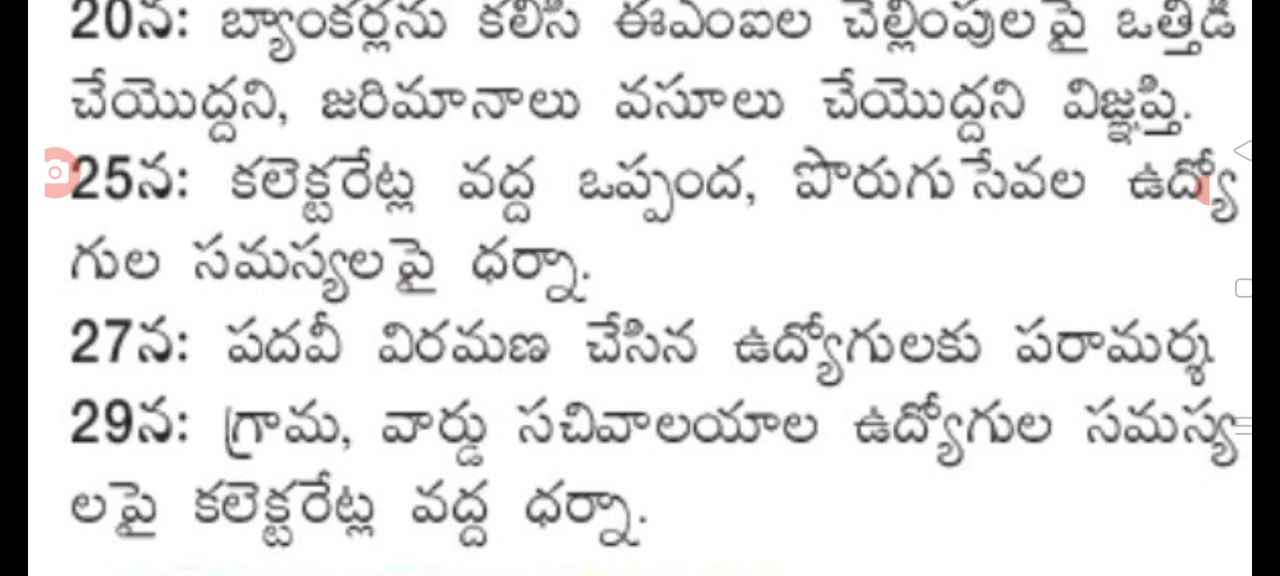 20న: బ్యాంకర్లను కలిసి ఈఎంఐల చెల్లింపులపై ఒత్తిడి
చేయొద్దని, జరిమానాలు వసూలు చేయొద్దని విజ్ఞప్తి.
25న: కలెక్టరేట్ల వద్ద ఒప్పంద, పొరుగు సేవల ఉద్యో
గుల సమస్యలపై ధర్నా.
27న: పదవీ విరమణ చేసిన ఉద్యోగులకు పరామర్శ
29న: గ్రామ, వార్డు సచివాలయాల ఉద్యోగుల సమస్య
లపై కలెక్టరేట్ల వద్ద ధర్నా.